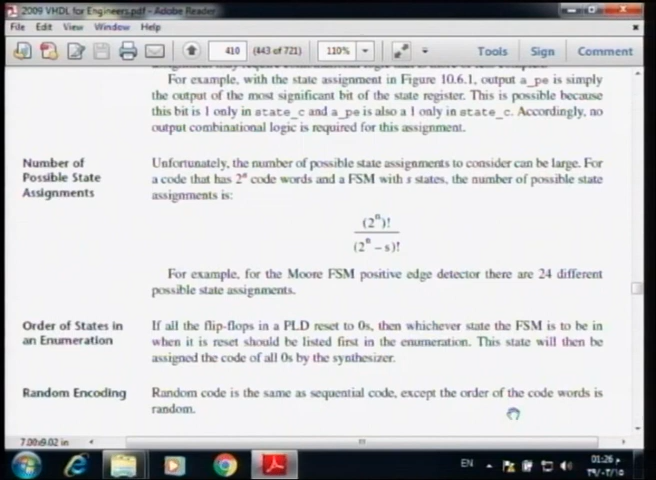 2009 VHDL for Engineers.pdf - Adobe Reader
File Edit View Window Help
410 (443 of 721) 110% Tools Sign Comment
For example, with the state assignment in Figure 10.6.1, output a_pe is simply
the output of the most significant bit of the state register. This is possible because
this bit is 1 only in state_c and a_pe is also a 1 only in state_c. Accordingly, no
output combinational logic is required for this assignment.
Number of
Possible State
Assignments
Unfortunately, the number of possible state assignments to consider can be large. For
a code that has 2ⁿ code words and a FSM with s states, the number of possible state
assignments is:
(2ⁿ)!
(2ⁿ – s)!
For example, for the Moore FSM positive edge detector there are 24 different
possible state assignments.
Order of States in
an Enumeration
If all the flip-flops in a PLD reset to 0s, then whichever state the FSM is to be in
when it is reset should be listed first in the enumeration. This state will then be
assigned the code of all 0s by the synthesizer.
Random Encoding
Random code is the same as sequential code, except the order of the code words is
random.
7.00x9.02 in
EN
01:26 م